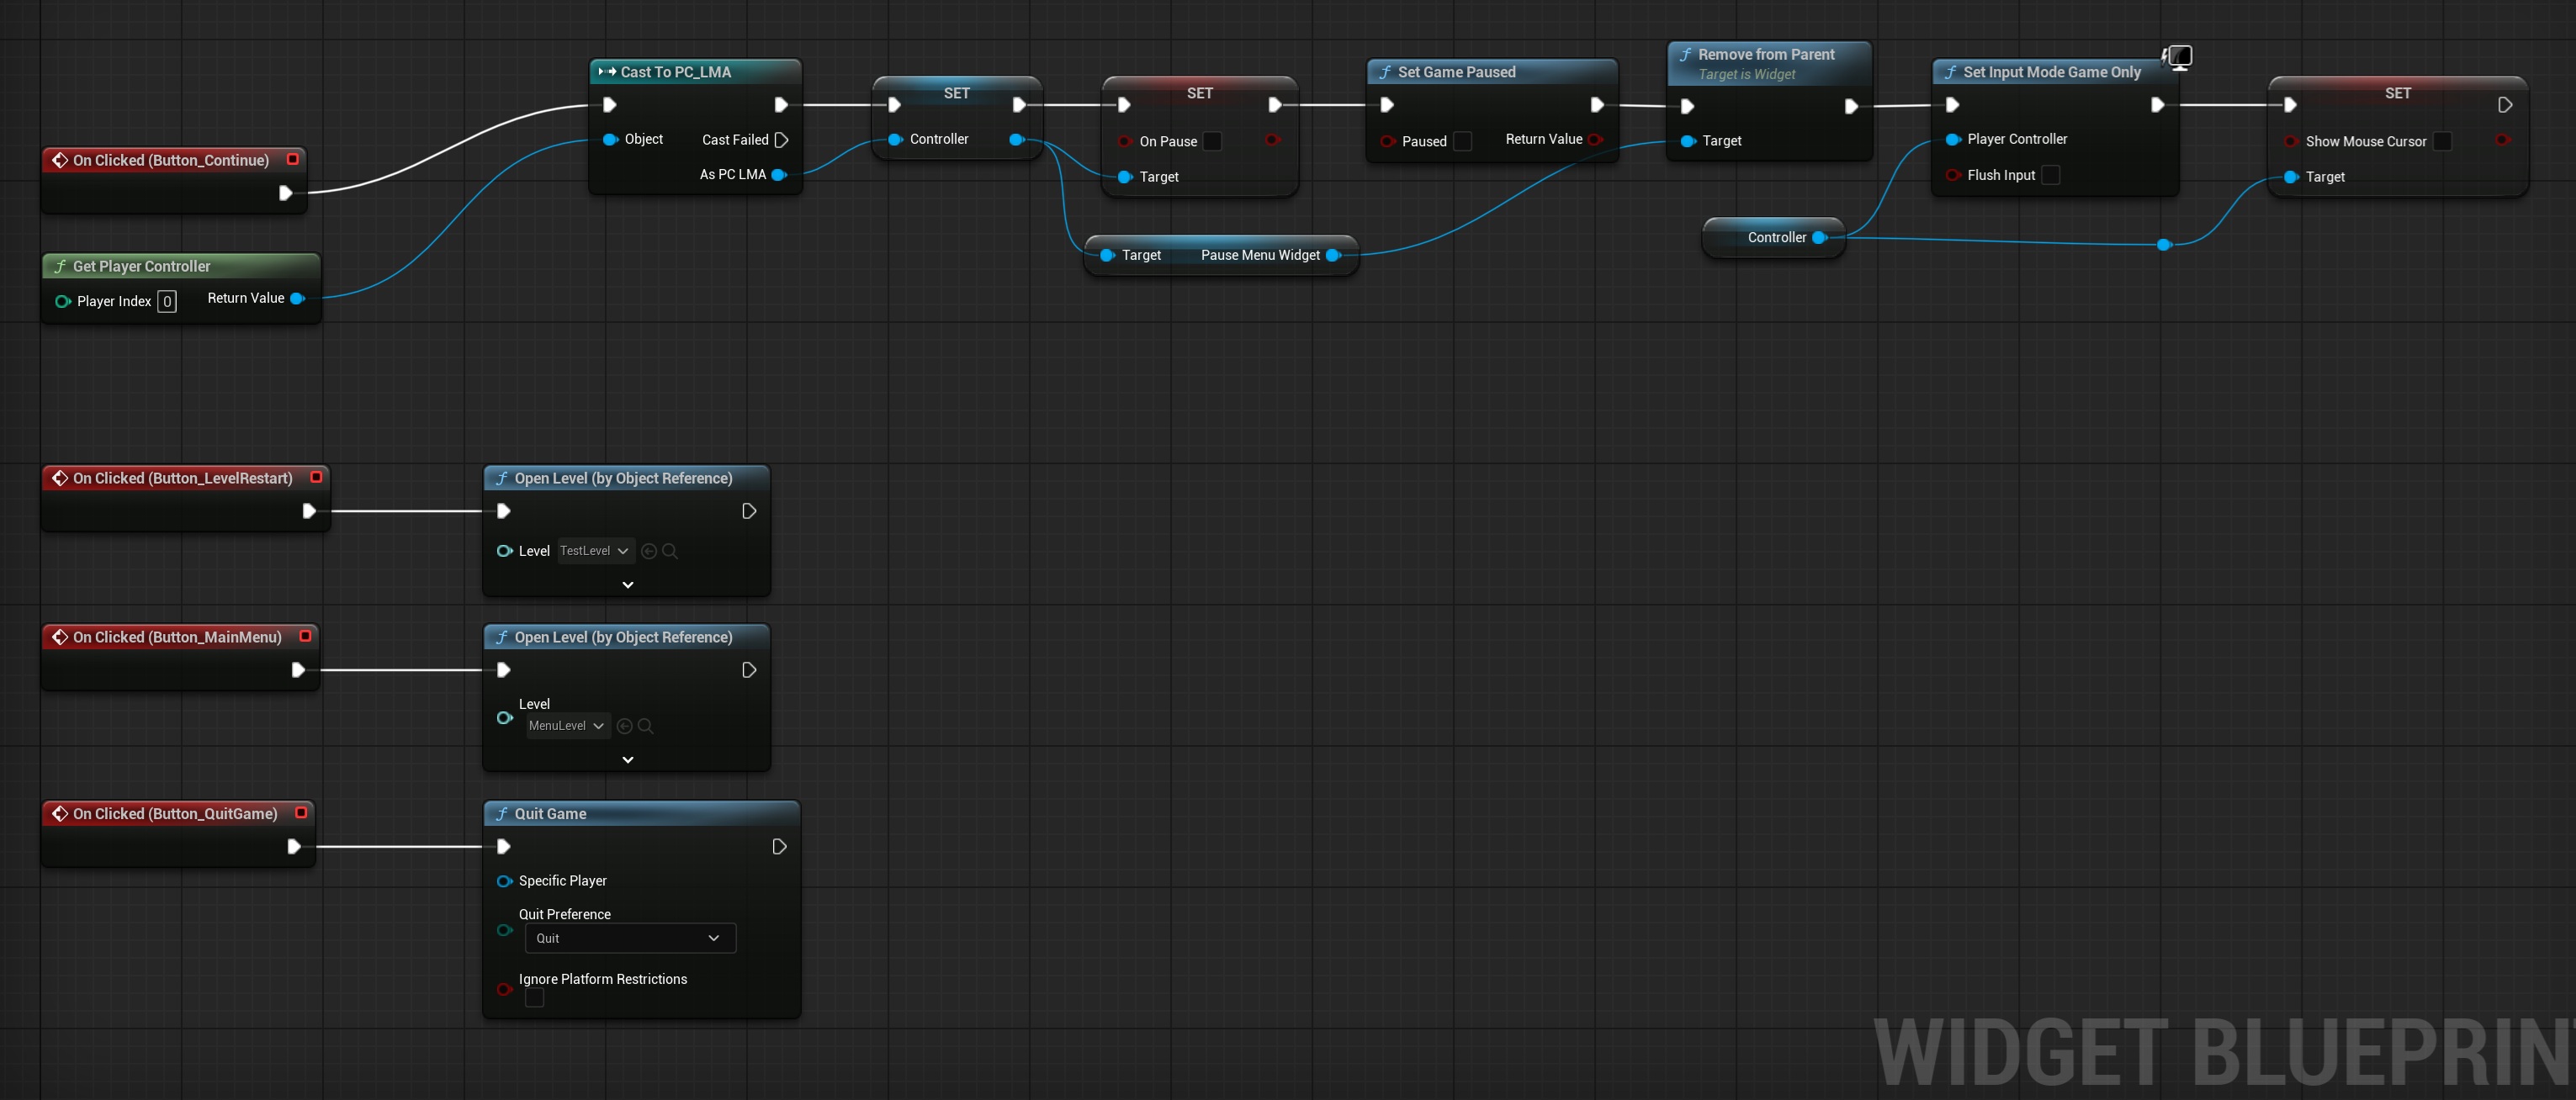 On Clicked (Button_Continue)
Get Player Controller
Player Index 0 Return Value
Cast To PC_LMA
Object Cast Failed
As PC LMA
SET
Controller
SET
On Pause
Target
Target Pause Menu Widget
Set Game Paused
Paused Return Value
Remove from Parent
Target is Widget
Target
Controller
Set Input Mode Game Only
Player Controller
Flush Input
SET
Show Mouse Cursor
Target
On Clicked (Button_LevelRestart)
Open Level (by Object Reference)
Level TestLevel
On Clicked (Button_MainMenu)
Open Level (by Object Reference)
Level
MenuLevel
On Clicked (Button_QuitGame)
Quit Game
Specific Player
Quit Preference
Quit
Ignore Platform Restrictions
WIDGET BLUEPRIN